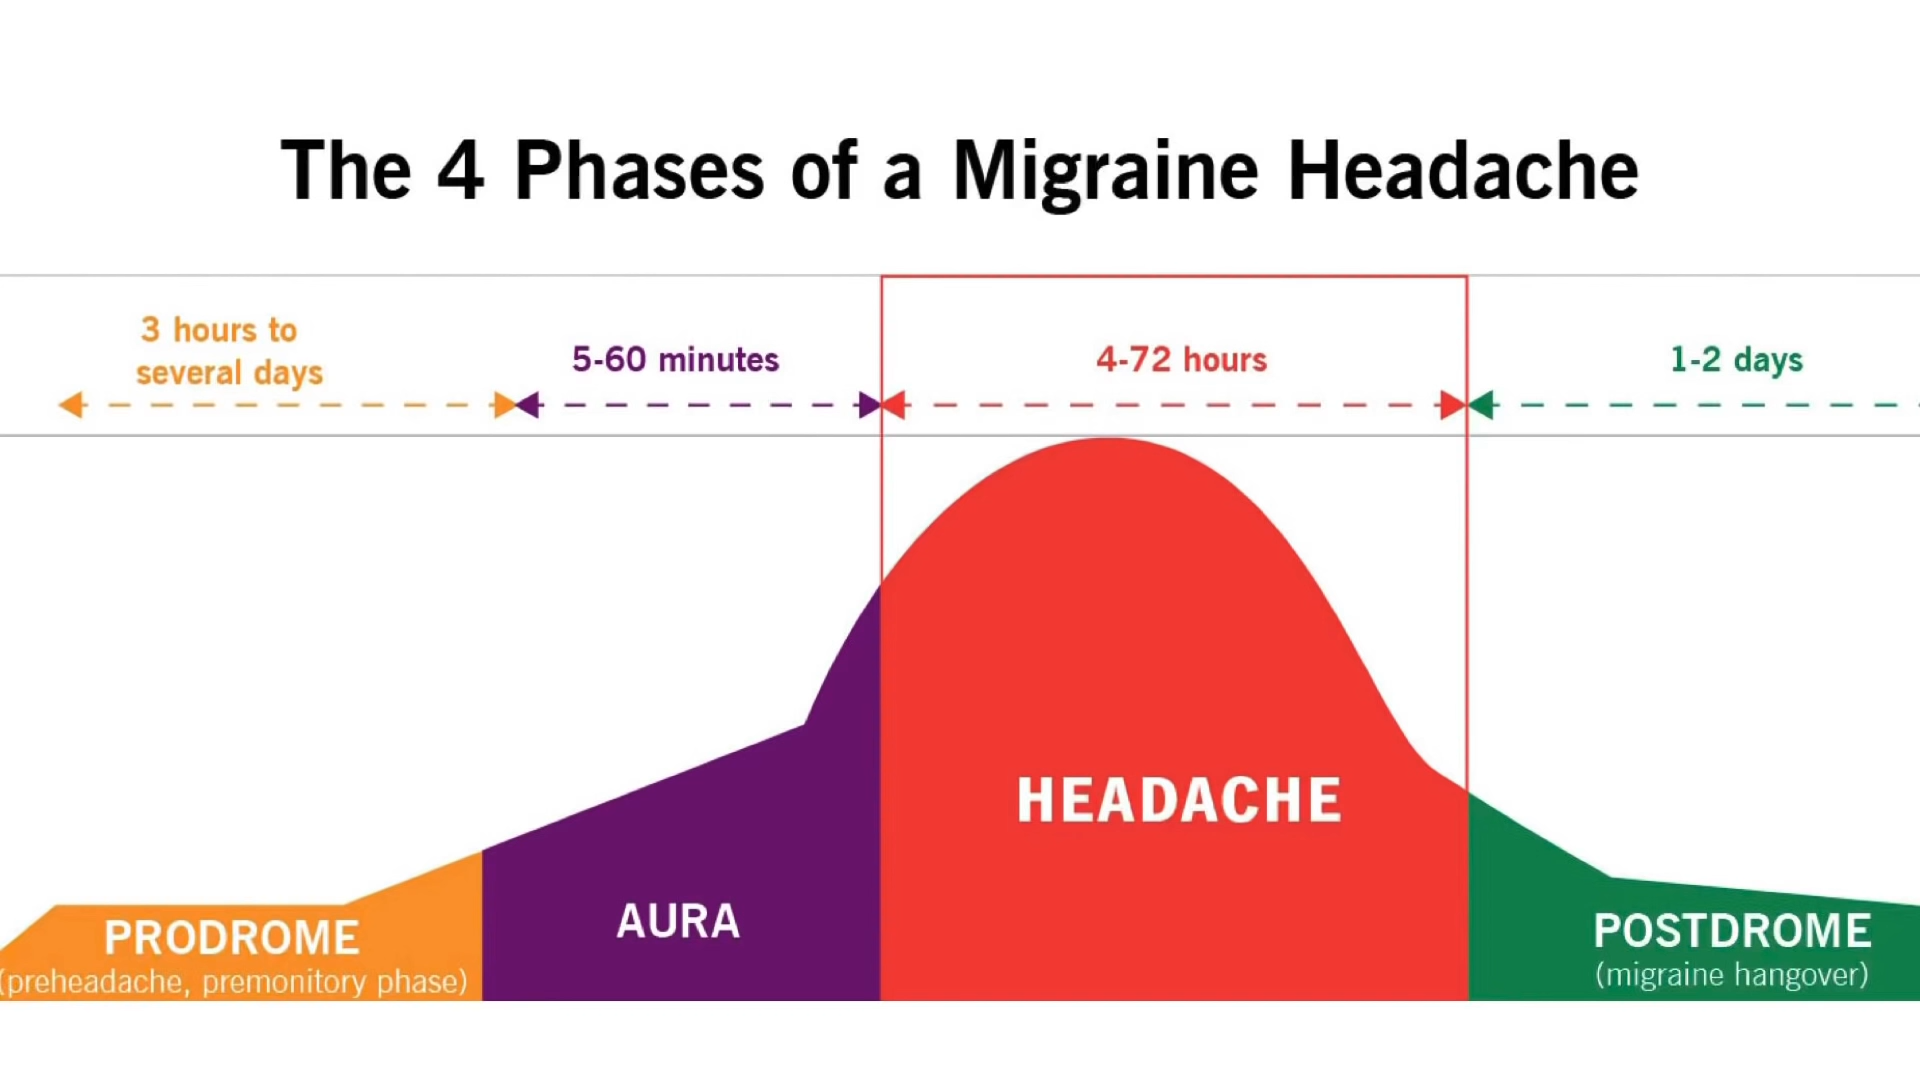 The 4 Phases of a Migraine Headache
3 hours to
several days
5-60 minutes
4-72 hours
1-2 days
PRODROME
(preheadache, premonitory phase)
AURA
HEADACHE
POSTDROME
(migraine hangover)